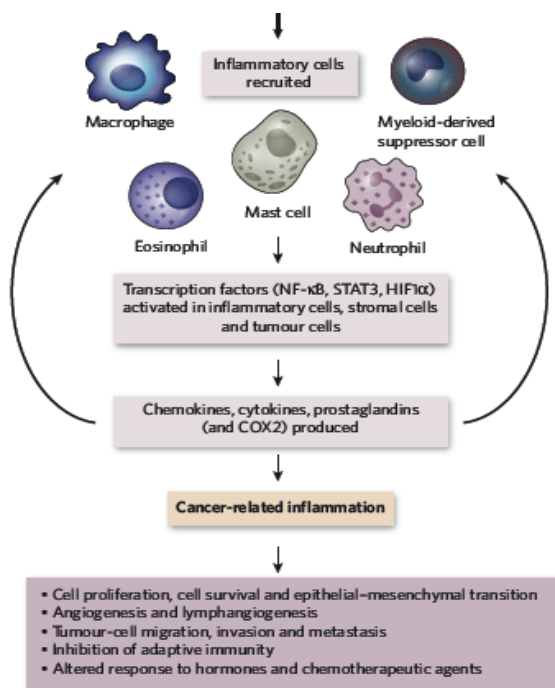 Inflammatory cells
recruited
Macrophage
Myeloid-derived
suppressor cell
Mast cell
Eosinophil
Neutrophil
Transcription factors (NF-κB, STAT3, HIF1α)
activated in inflammatory cells, stromal cells
and tumour cells
Chemokines, cytokines, prostaglandins
(and COX2) produced
Cancer-related inflammation
• Cell proliferation, cell survival and epithelial–mesenchymal transition
• Angiogenesis and lymphangiogenesis
• Tumour-cell migration, invasion and metastasis
• Inhibition of adaptive immunity
• Altered response to hormones and chemotherapeutic agents